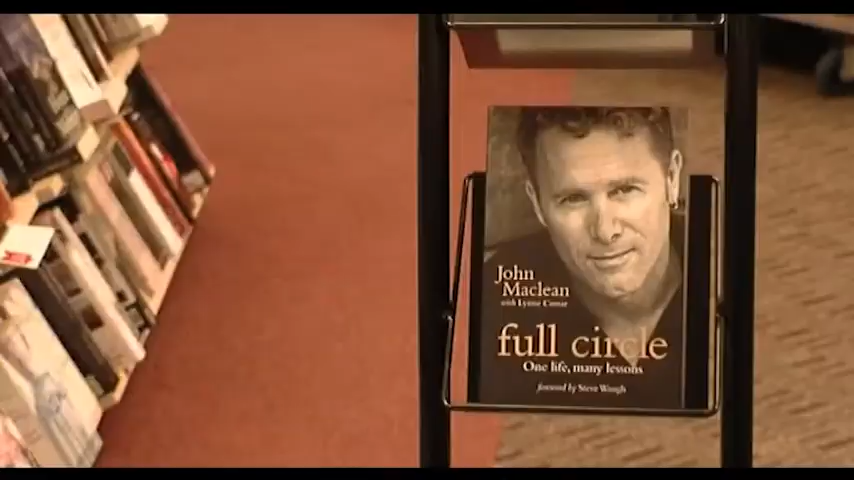 John
Maclean
with Lynne Cossar
full circle
One life, many lessons
foreword by Steve Waugh